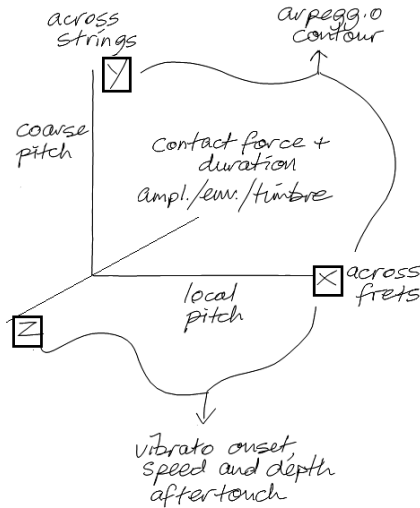 across
strings
arpegg.o
contour
Y
coarse
pitch
contact force +
duration
ampl./env./timbre
X
across
frets
local
pitch
Z
vibrato onset,
speed and depth
aftertouch